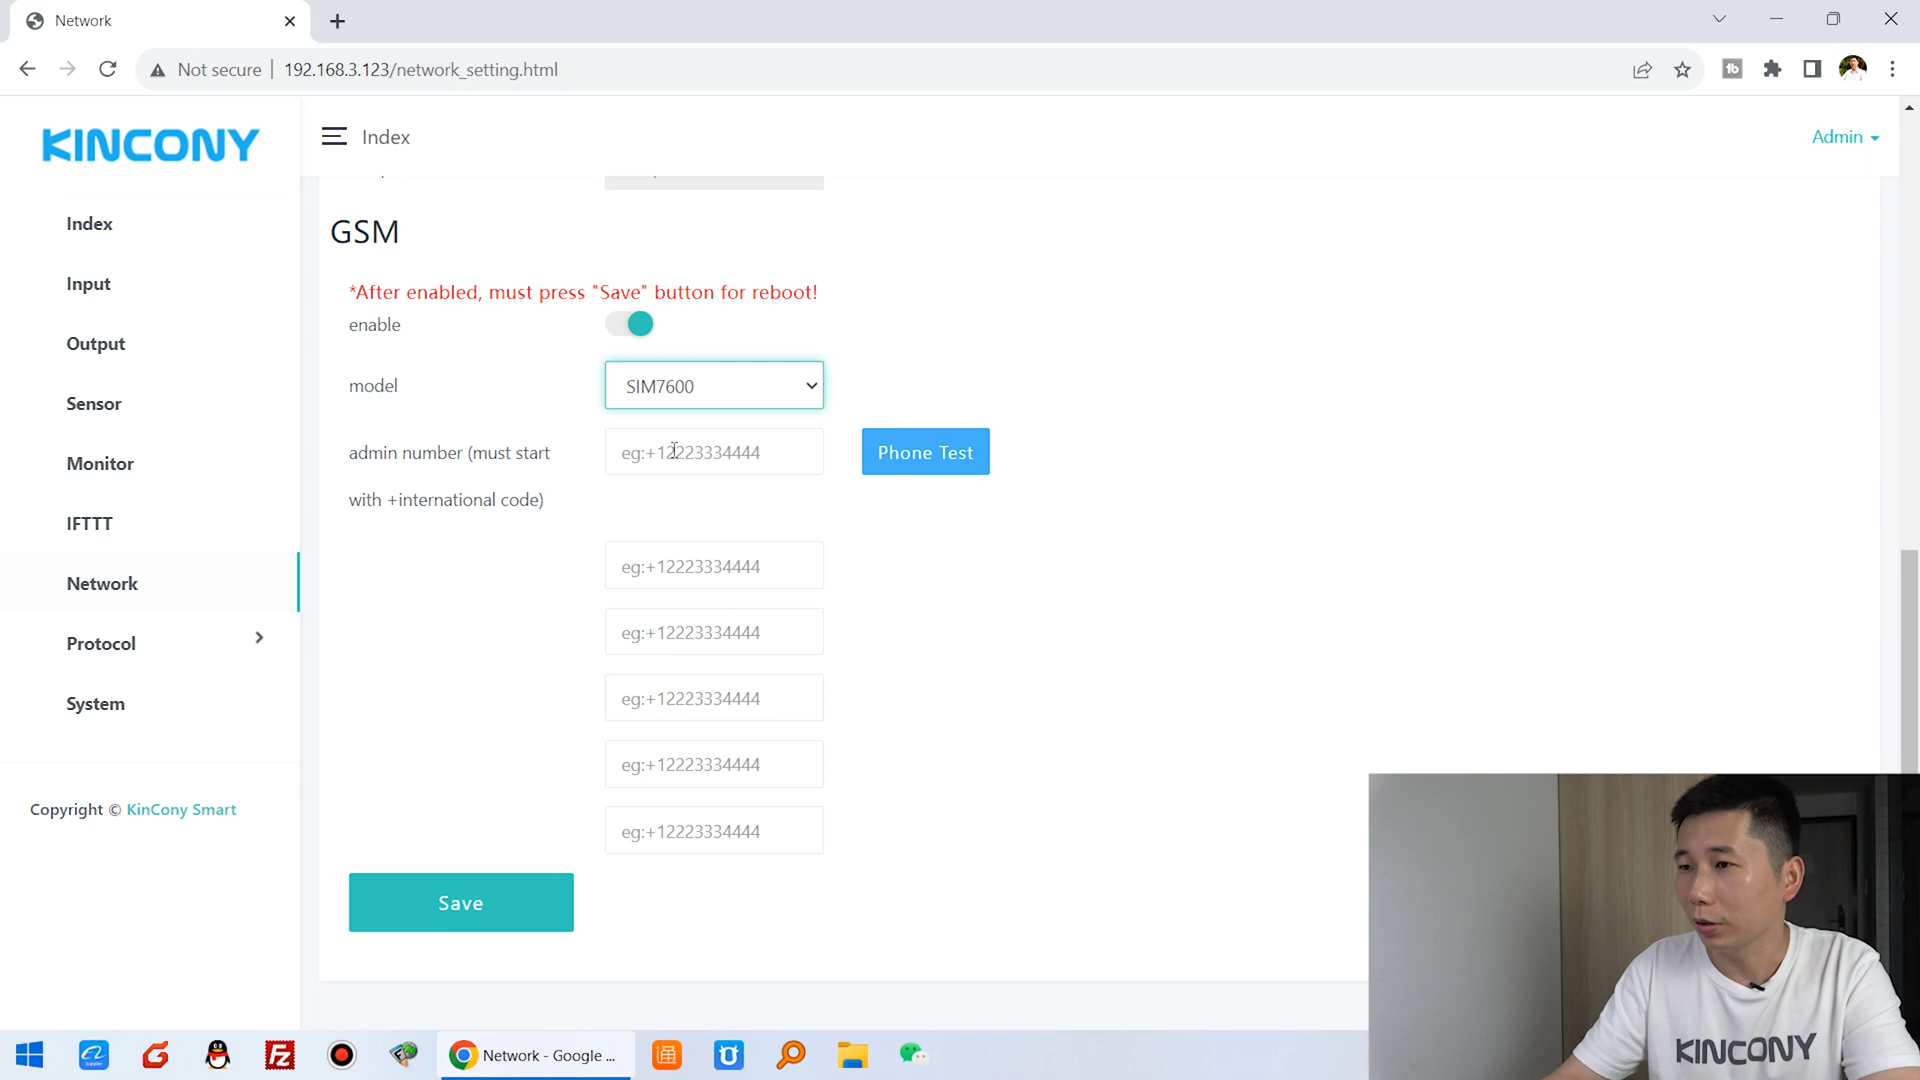 Network
Not secure
192.168.3.123/network_setting.html
KINCONY
Index
Admin
Index
Input
Output
Sensor
Monitor
IFTTT
Network
Protocol
System
Copyright © KinCony Smart
GSM
*After enabled, must press "Save" button for reboot!
enable
model
SIM7600
admin number (must start
with +international code)
eg:+12223334444
Phone Test
eg:+12223334444
eg:+12223334444
eg:+12223334444
eg:+12223334444
eg:+12223334444
Save
Network - Google ...
KINCONY